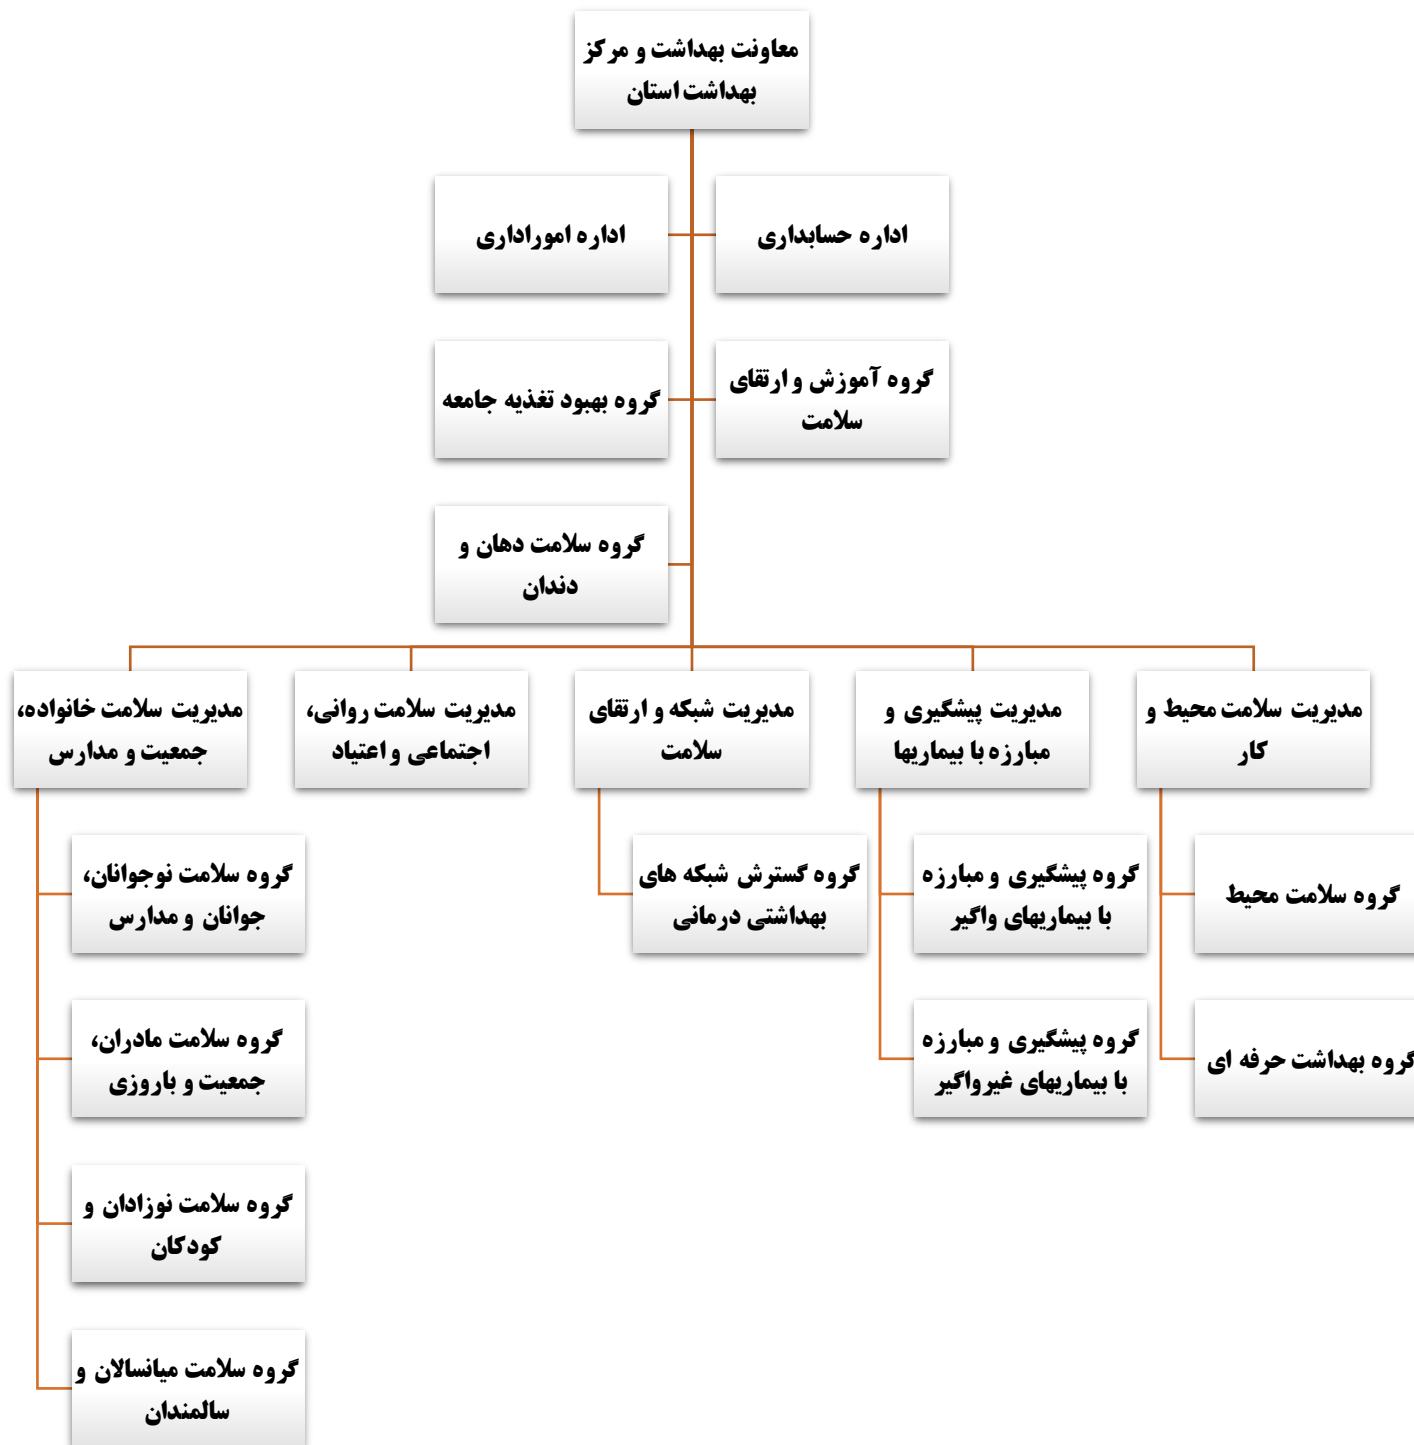 معاونت بهداشت و مرکز
بهداشت استان
اداره حسابداری
اداره اموراداری
گروه آموزش و ارتقای
سلامت
گروه بهبود تغذیه جامعه
گروه سلامت دهان و
دندان
مدیریت سلامت محیط و
کار
گروه سلامت محیط
گروه بهداشت حرفه ای
مدیریت پیشگیری و
مبارزه با بیماریها
گروه پیشگیری و مبارزه
با بیماریهای واگیر
گروه پیشگیری و مبارزه
با بیماریهای غیرواگیر
مدیریت شبکه و ارتقای
سلامت
گروه گسترش شبکه های
بهداشتی درمانی
مدیریت سلامت روانی،
اجتماعی و اعتیاد
مدیریت سلامت خانواده،
جمعیت و مدارس
گروه سلامت نوجوانان،
جوانان و مدارس
گروه سلامت مادران،
جمعیت و باروزی
گروه سلامت نوزادان و
کودکان
گروه سلامت میانسالان و
سالمندان